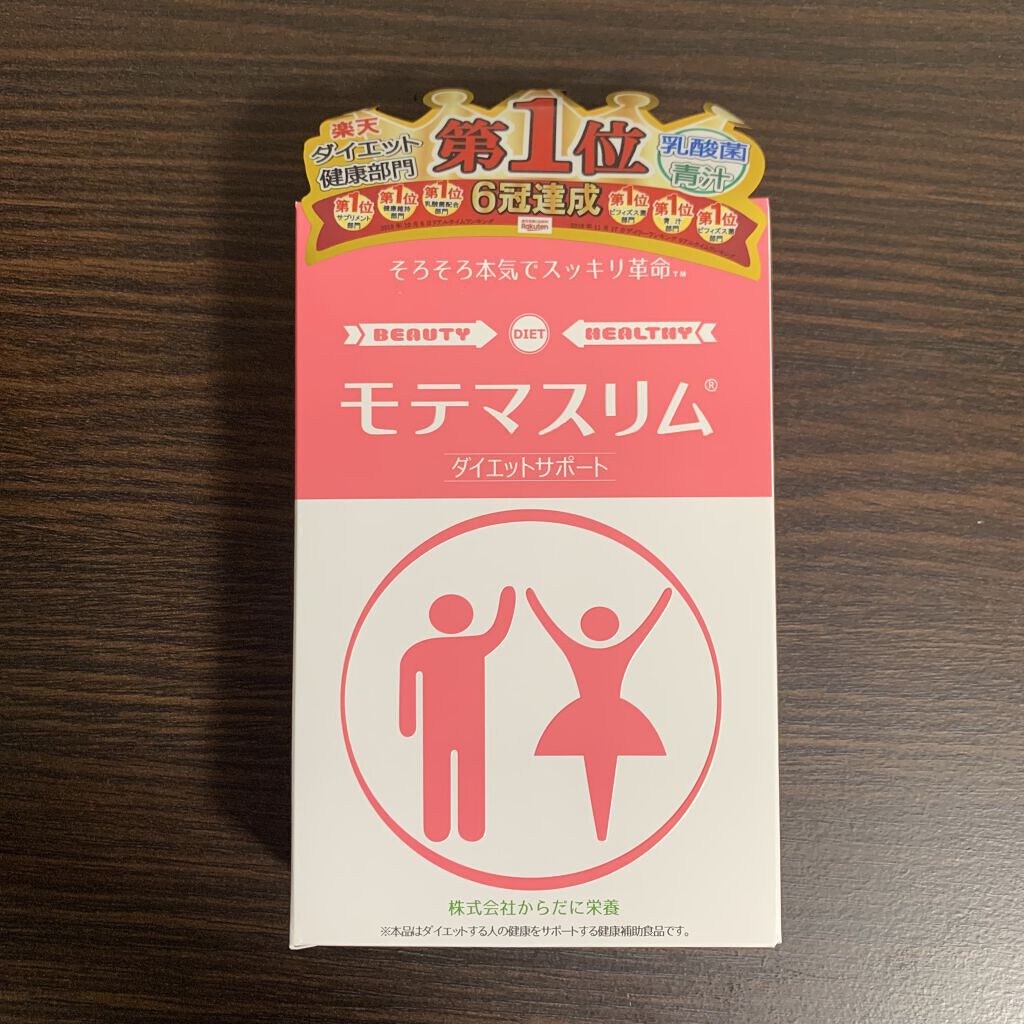 楽天
ダイエット
健康部門
第1位
乳酸菌
青汁
6冠達成
第1位
サプリメント
部門
第1位
健康維持
部門
第1位
乳酸菌配合
部門
第1位
ビフィズス菌
部門
第1位
青汁
部門
第1位
ビフィズス菌
部門
Rakuten
そろそろ本気でスッキリ革命™
BEAUTY DIET HEALTHY
モテマスリム®
ダイエットサポート
株式会社からだに栄養
※本品はダイエットする人の健康をサポートする健康補助食品です。